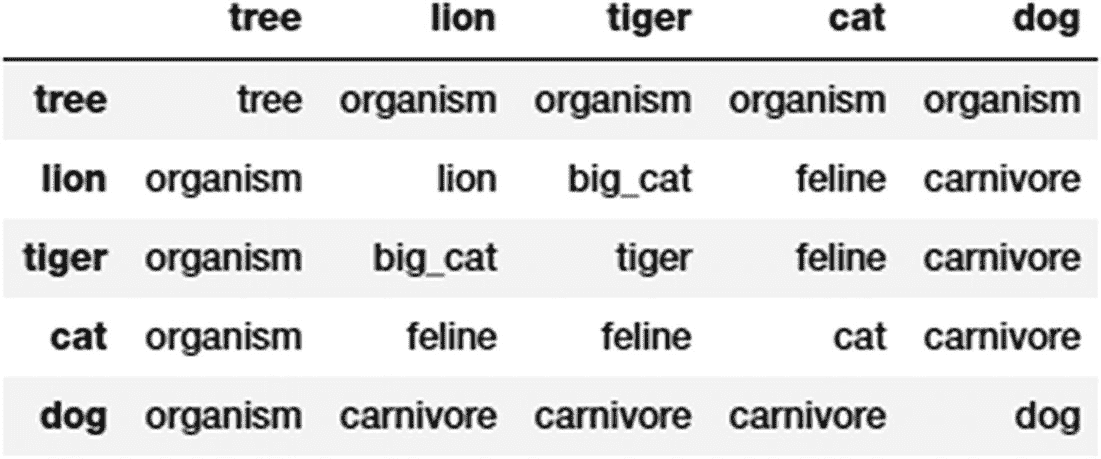 tree lion tiger cat dog
tree tree organism organism organism organism
lion organism lion big_cat feline carnivore
tiger organism big_cat tiger feline carnivore
cat organism feline feline cat carnivore
dog organism carnivore carnivore carnivore dog